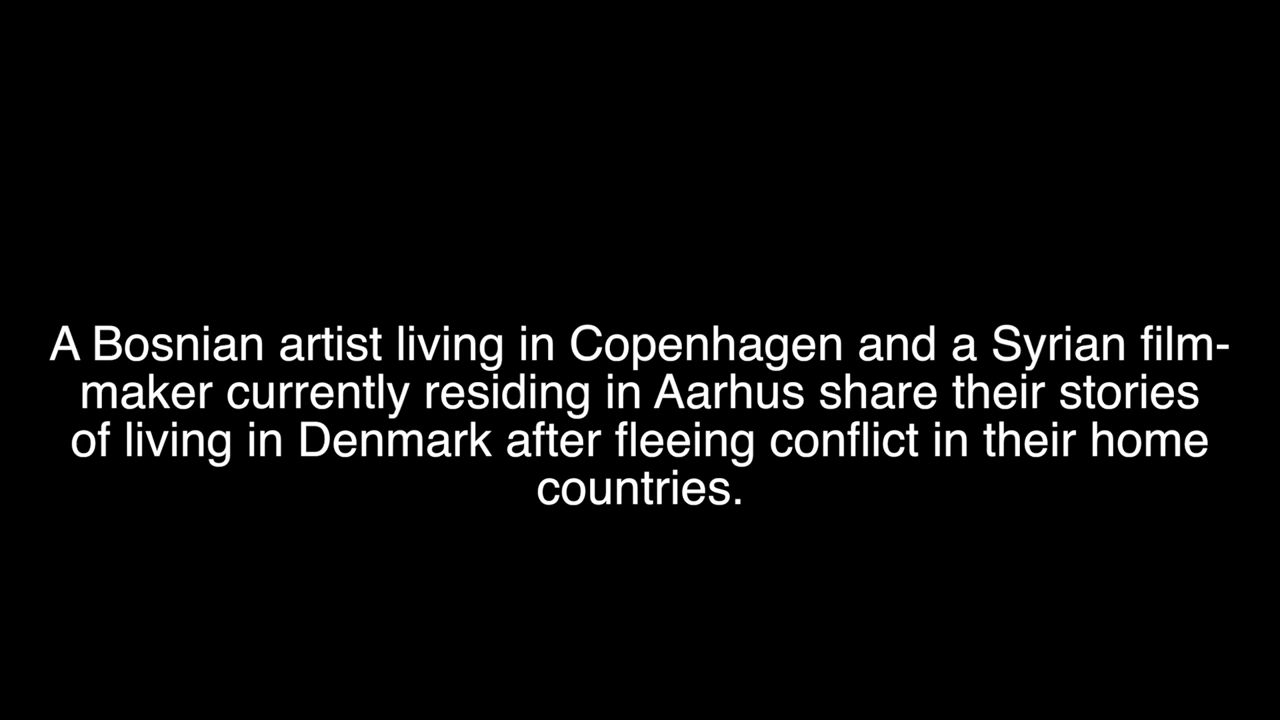 A Bosnian artist living in Copenhagen and a Syrian film-
maker currently residing in Aarhus share their stories
of living in Denmark after fleeing conflict in their home
countries.